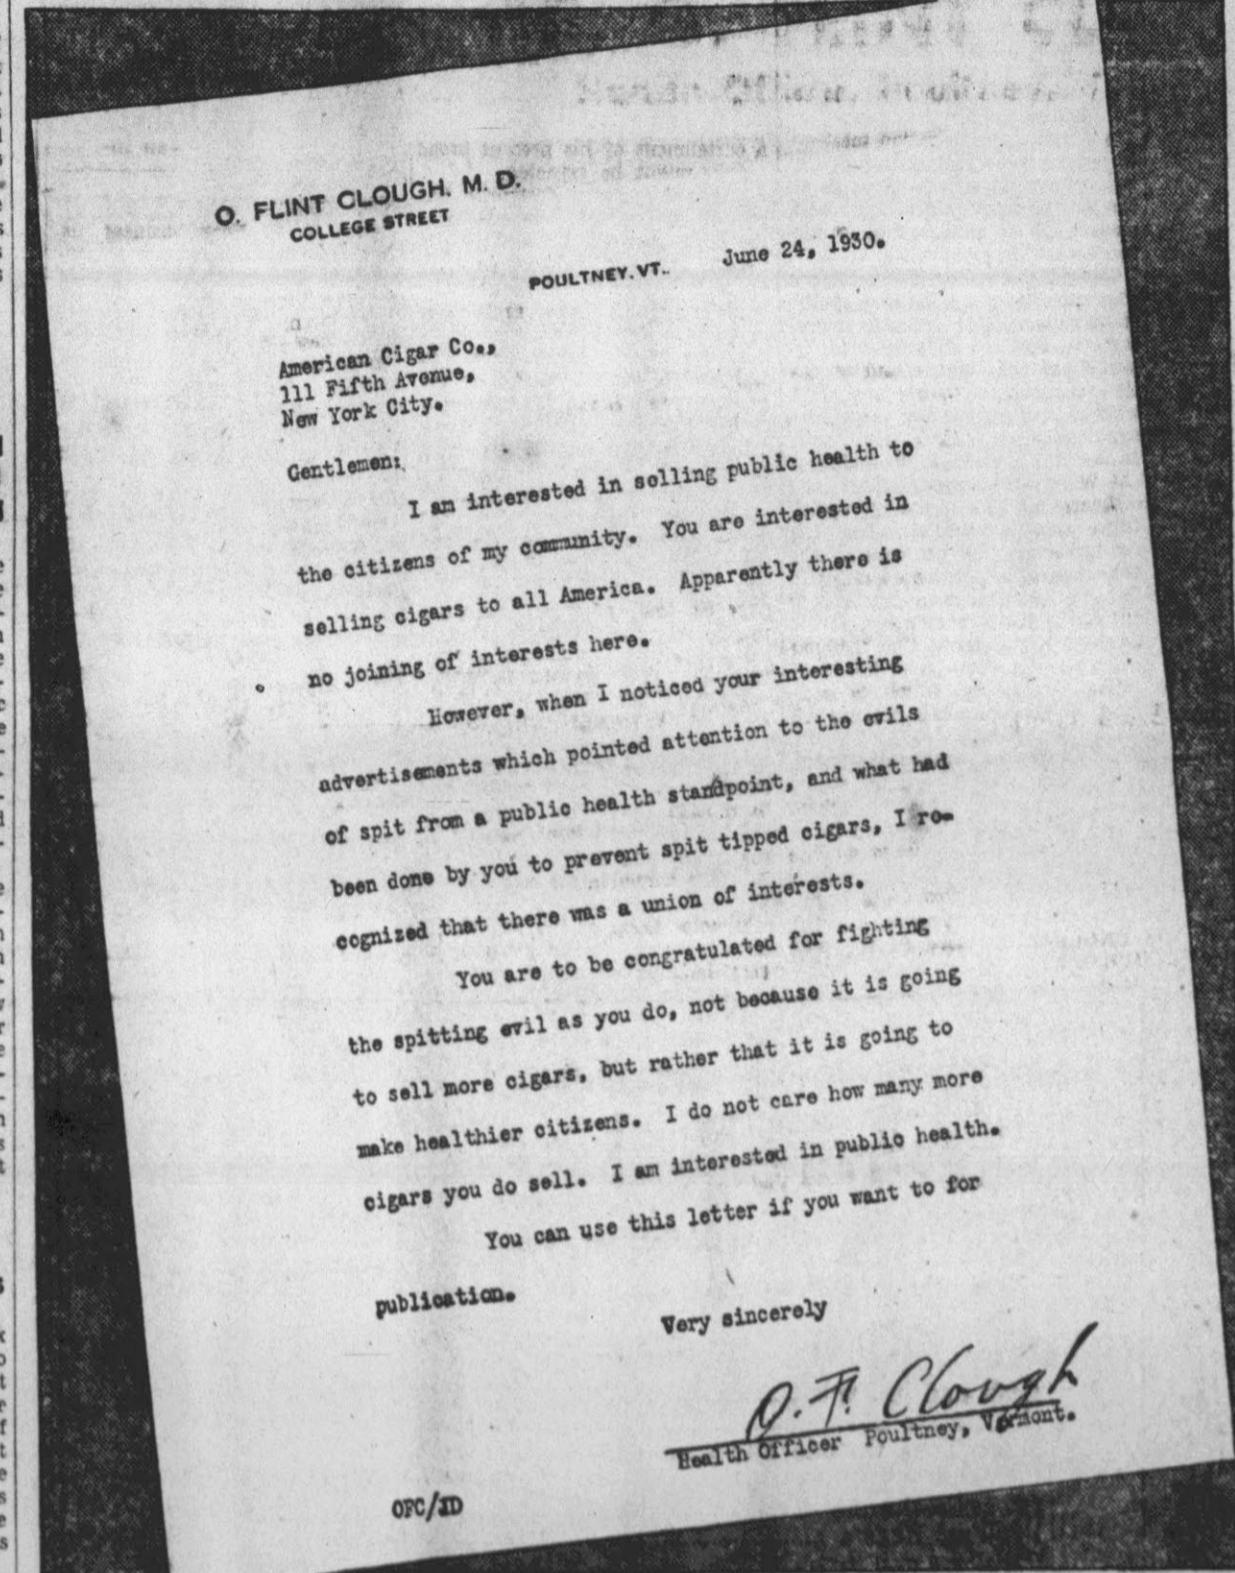 O. FLINT CLOUGH, M. D.
COLLEGE STREET
POULTNEY, VT., June 24, 1930.
American Cigar Co.,
111 Fifth Avenue,
New York City.
Gentlemen:
I am interested in selling public health to
the citizens of my community. You are interested in
selling cigars to all America. Apparently there is
no joining of interests here.
However, when I noticed your interesting
advertisements which pointed attention to the evils
of spit from a public health standpoint, and what had
been done by you to prevent spit tipped cigars, I re-
cognized that there was a union of interests.
You are to be congratulated for fighting
the spitting evil as you do, not because it is going
to sell more cigars, but rather that it is going to
make healthier citizens. I do not care how many more
cigars you do sell. I am interested in public health.
You can use this letter if you want to for
publication.
Very sincerely
O. F. Clough
Health Officer Poultney, Vermont.
OFC/JD